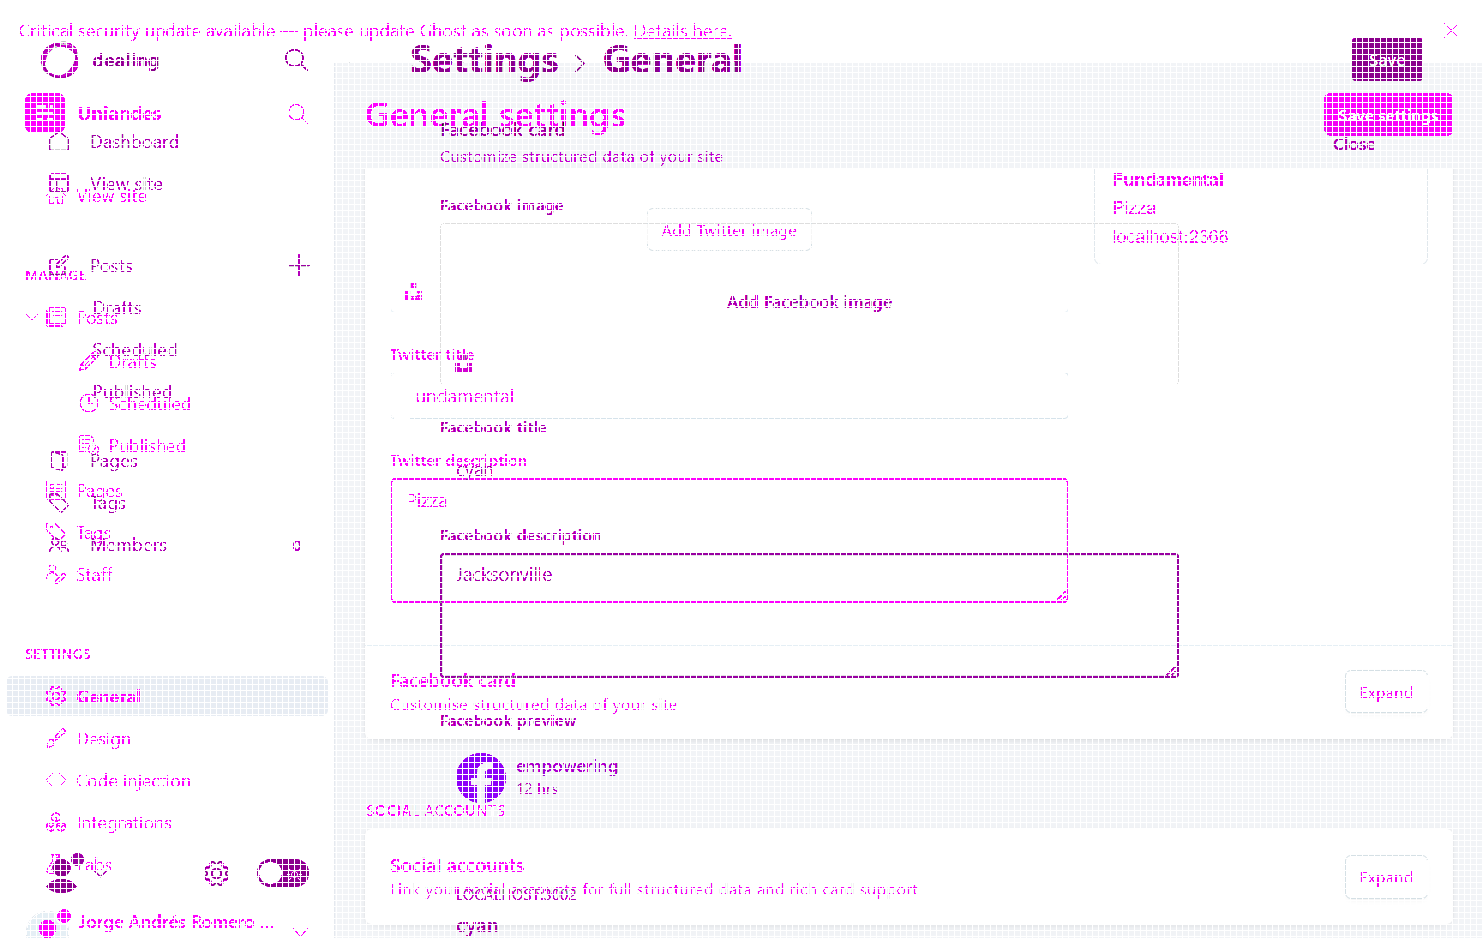 Critical security update available — please update Ghost as soon as possible. Details here.
dealing
Settings › General
Save
Uniandes
General settings
Save settings
Facebook card
Close
Dashboard
Customize structured data of your site
View site
View site
Fundamental
Facebook image
Pizza
Add Twitter image
localhost:2368
Posts
MANAGE
Add Facebook image
Drafts
Posts
Scheduled
Drafts
Twitter title
Published
Scheduled
undamental
Facebook title
Published
Pages
Twitter description
cyan
Pages
Tags
Pizza
Tags
Members
0
Facebook description
Staff
Jacksonville
SETTINGS
General
Facebook card
Customise structured data of your site
Expand
Facebook preview
Design
empowering
12 hrs
Code injection
SOCIAL ACCOUNTS
Integrations
Labs
Social accounts
Link your social accounts for full structured data and rich card support
Expand
Jorge Andrés Romero ...
cyan